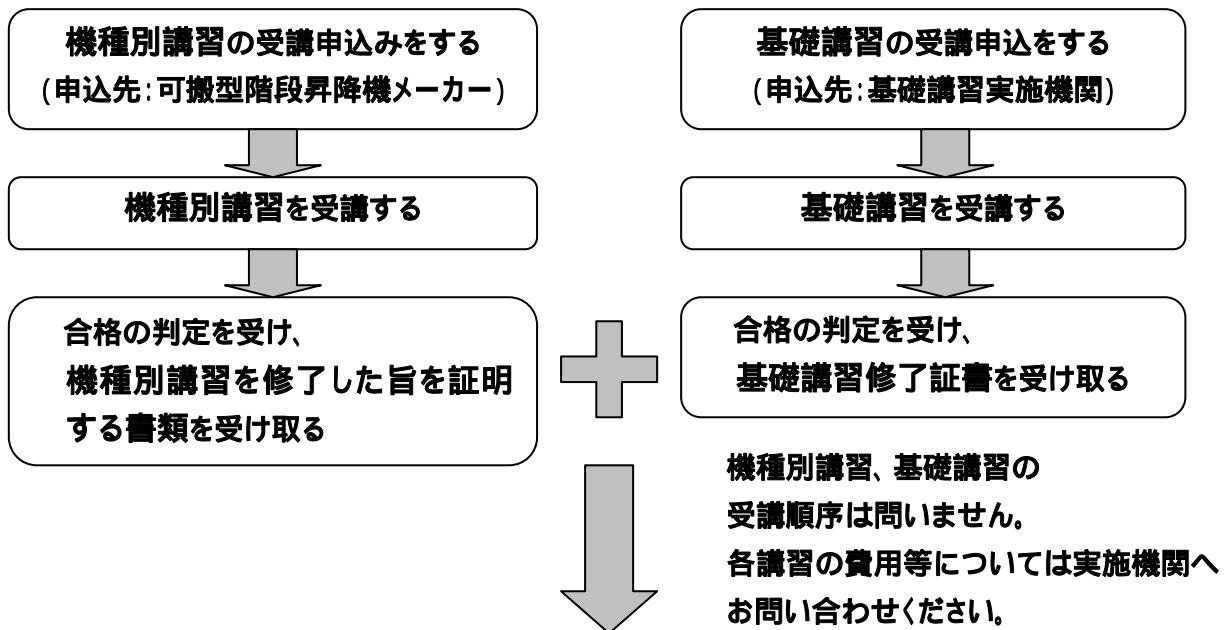 機種別講習の受講申込みをする
(申込先:可搬型階段昇降機メーカー)
機種別講習を受講する
合格の判定を受け、
機種別講習を修了した旨を証明
する書類を受け取る
基礎講習の受講申込をする
(申込先:基礎講習実施機関)
基礎講習を受講する
合格の判定を受け、
基礎講習修了証書を受け取る
機種別講習、基礎講習の
受講順序は問いません。
各講習の費用等については実施機関へ
お問い合わせください。